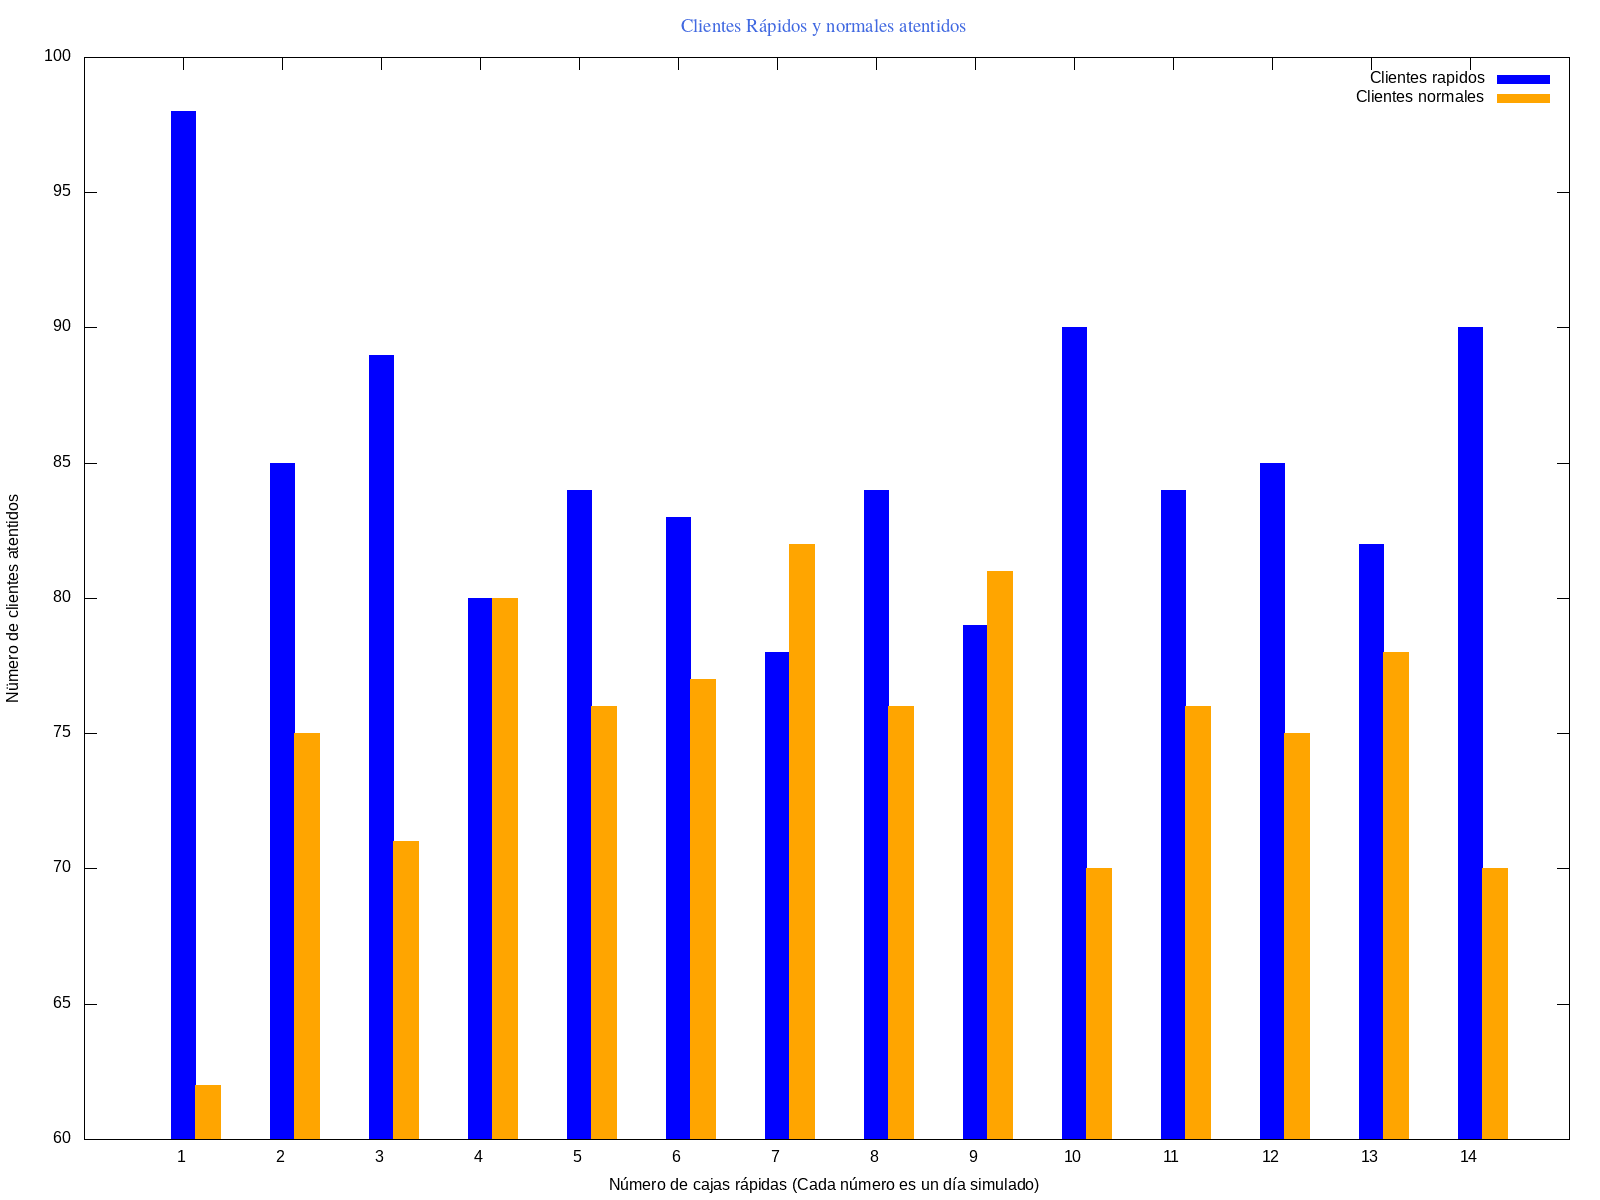 Clientes Rápidos y normales atentidos
100
95
90
85
80
75
70
65
60
Clientes rapidos
Clientes normales
Número de clientes atentidos
1 2 3 4 5 6 7 8 9 10 11 12 13 14
Número de cajas rápidas (Cada número es un día simulado)